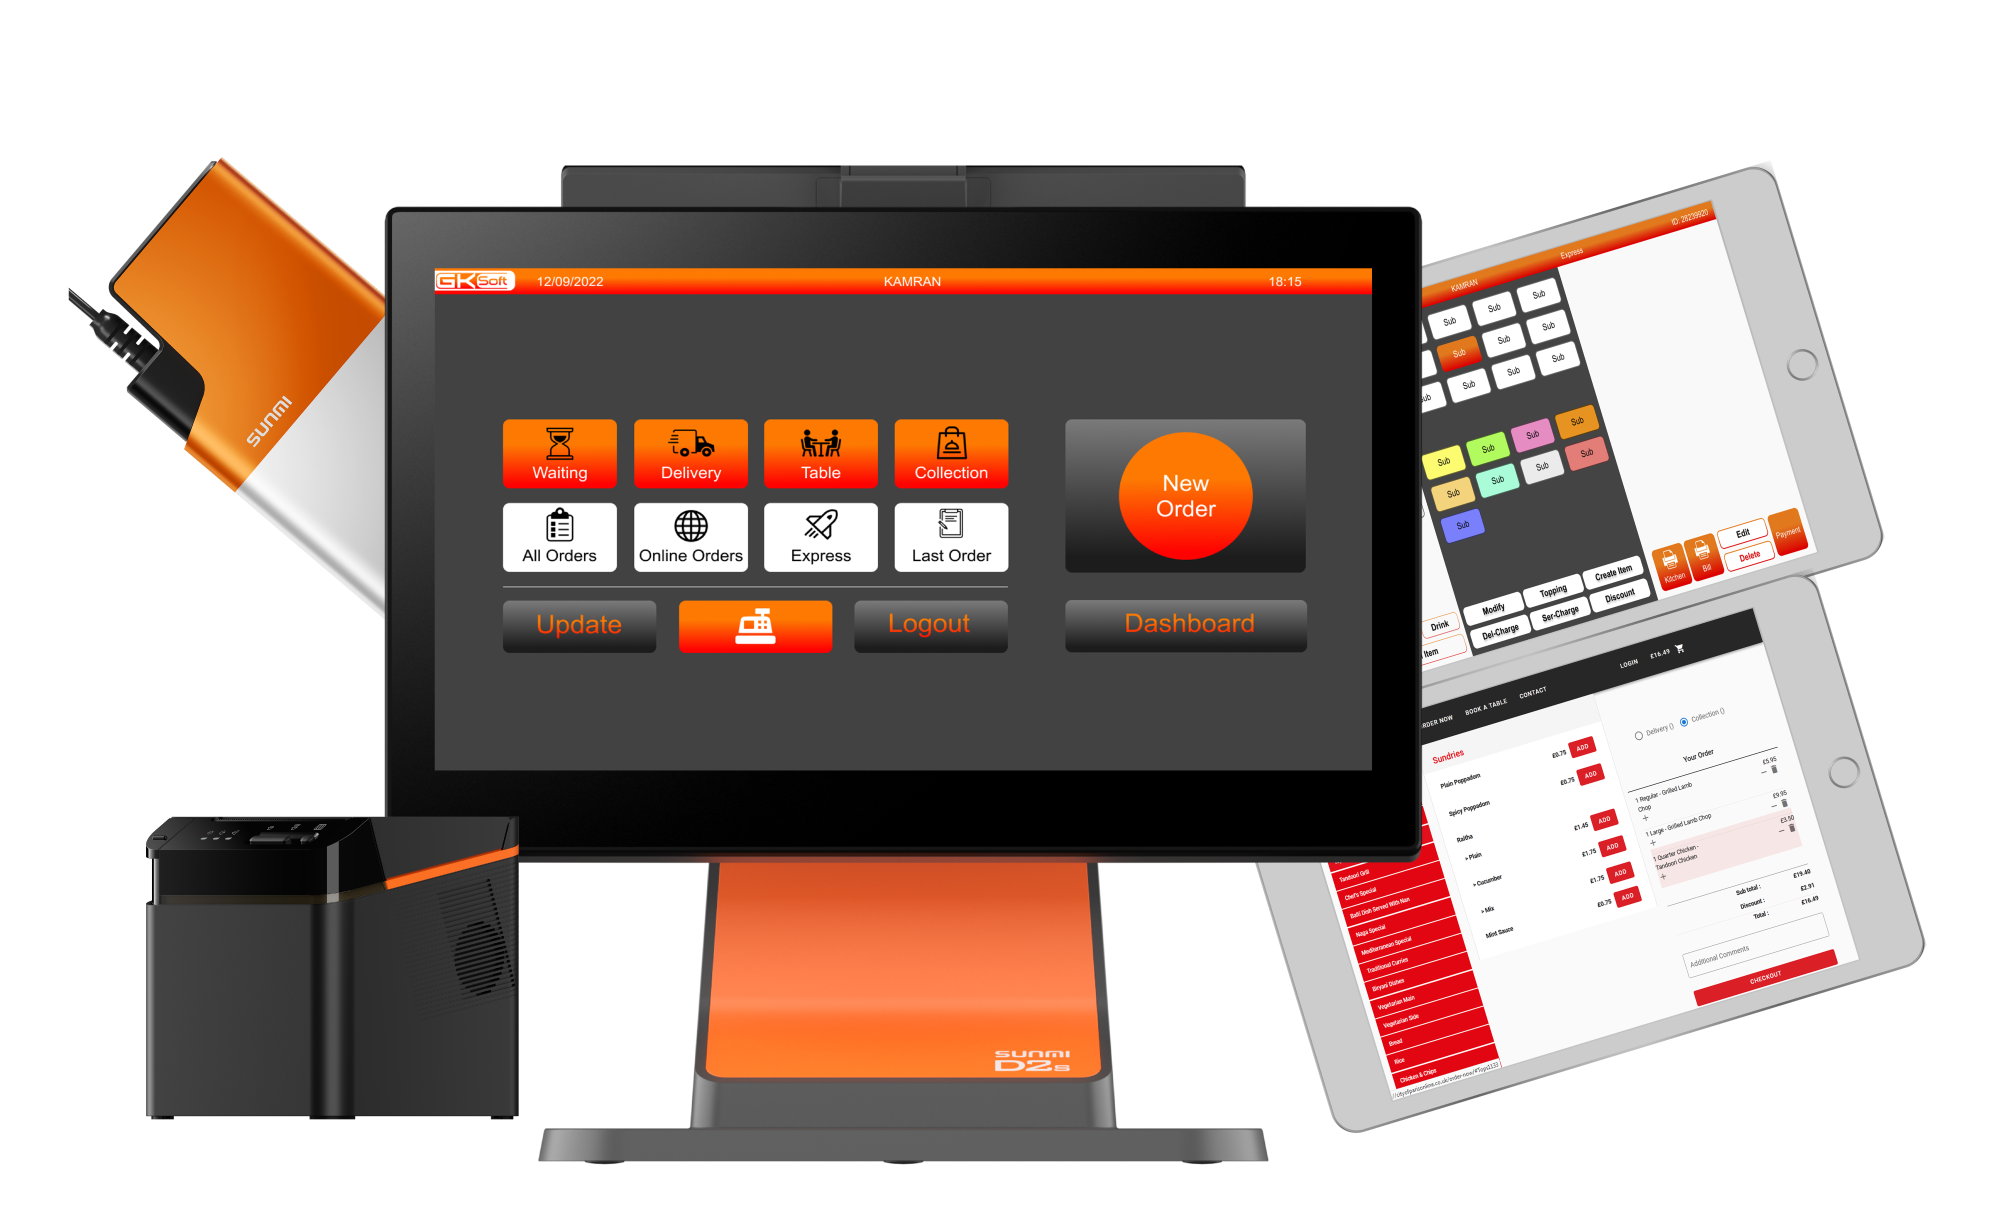 GKSoft 12/09/2022 KAMRAN 18:15
Waiting
Delivery
Table
Collection
All Orders
Online Orders
Express
Last Order
New
Order
Update
Logout
Dashboard
SUNMI
SUNMI
D2s
KAMRAN Express ID: 28239920
Sub Sub Sub
Sub Sub Sub
Sub Sub Sub
Sub Sub Sub Sub
Sub Sub Sub Sub
Sub
Drink
Item
Modify Topping Create Item
Del-Charge Ser-Charge Discount
Kitchen
Bill
Edit
Delete
Payment
BOOK A TABLE CONTACT LOGIN £16.49
Sundries
Plain Poppadom £0.75 ADD
Spicy Poppadom £0.75 ADD
Raitha
> Plain £1.45 ADD
> Cucumber £1.75 ADD
> Mix £1.75 ADD
Mint Sauce £0.75 ADD
Delivery () Collection ()
Your Order
1 Regular - Grilled Lamb
Chop
£5.95
+ −
1 Large - Grilled Lamb Chop
£9.95
+ −
1 Quarter Chicken -
Tandoori Chicken
£3.50
+ −
Sub total : £19.40
Discount : £2.91
Total : £16.49
Additional Comments
CHECKOUT
Tandoori Grill
Chef's Special
Balti Dish Served With Nan
Naga Special
Mediterranean Special
Traditional Curries
Biryani Dishes
Vegetarian Main
Vegetarian Side
Bread
Rice
Chicken & Chips